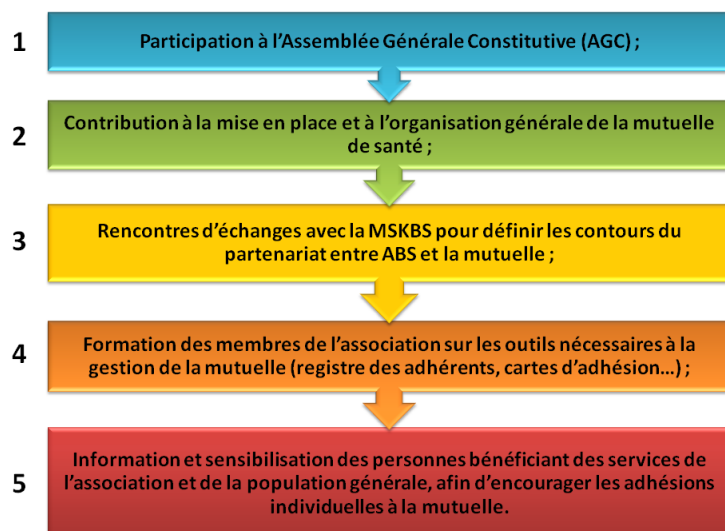 1
Participation à l'Assemblée Générale Constitutive (AGC) ;
2
Contribution à la mise en place et à l'organisation générale de la mutuelle
de santé ;
3
Rencontres d'échanges avec la MSKBS pour définir les contours du
partenariat entre ABS et la mutuelle ;
4
Formation des membres de l'association sur les outils nécessaires à la
gestion de la mutuelle (registre des adhérents, cartes d'adhésion…) ;
5
Information et sensibilisation des personnes bénéficiant des services de
l'association et de la population générale, afin d'encourager les adhésions
individuelles à la mutuelle.